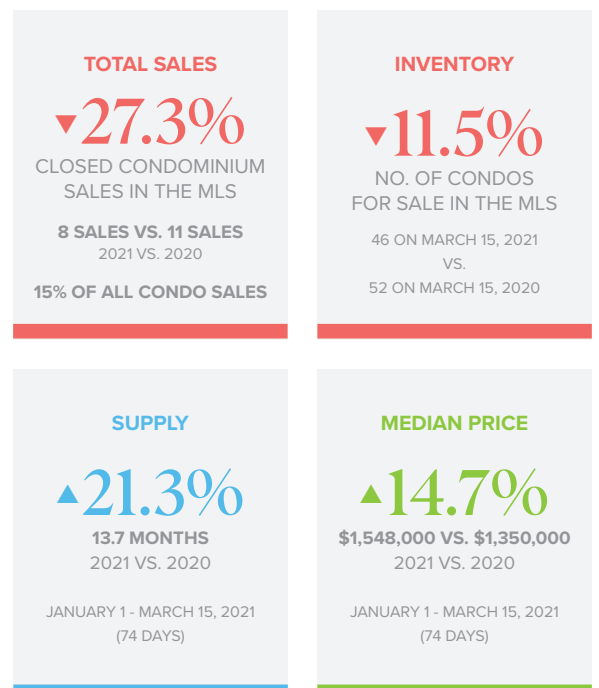 TOTAL SALES
▼27.3%
CLOSED CONDOMINIUM
SALES IN THE MLS
8 SALES VS. 11 SALES
2021 VS. 2020
15% OF ALL CONDO SALES
INVENTORY
▼11.5%
NO. OF CONDOS
FOR SALE IN THE MLS
46 ON MARCH 15, 2021
VS.
52 ON MARCH 15, 2020
SUPPLY
▲21.3%
13.7 MONTHS
2021 VS. 2020
JANUARY 1 - MARCH 15, 2021
(74 DAYS)
MEDIAN PRICE
▲14.7%
$1,548,000 VS. $1,350,000
2021 VS. 2020
JANUARY 1 - MARCH 15, 2021
(74 DAYS)